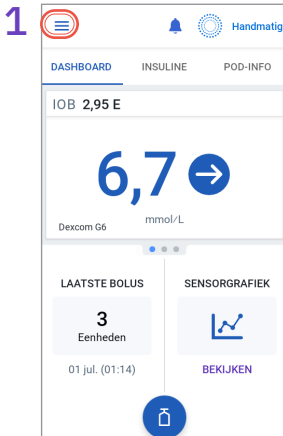 1
Handmatig
DASHBOARD INSULINE POD-INFO
IOB 2,95 E
6,7
mmol/L
Dexcom G6
LAATSTE BOLUS SENSORGRAFIEK
3
Eenheden
01 jul. (01:14) BEKIJKEN